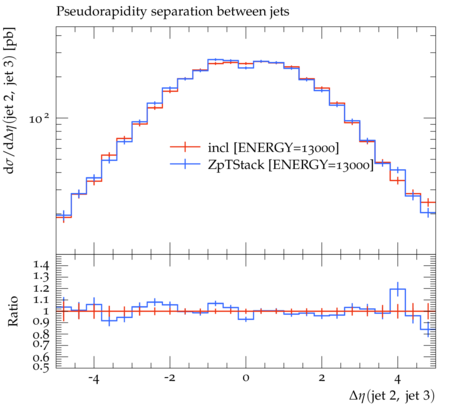 Pseudorapidity separation between jets
dσ/dΔη(jet 2, jet 3) [pb]
10²
incl [ENERGY=13000]
ZpTStack [ENERGY=13000]
Ratio
1.4
1.3
1.2
1.1
1
0.9
0.8
0.7
0.6
0.5
-4 -2 0 2 4
Δη(jet 2, jet 3)